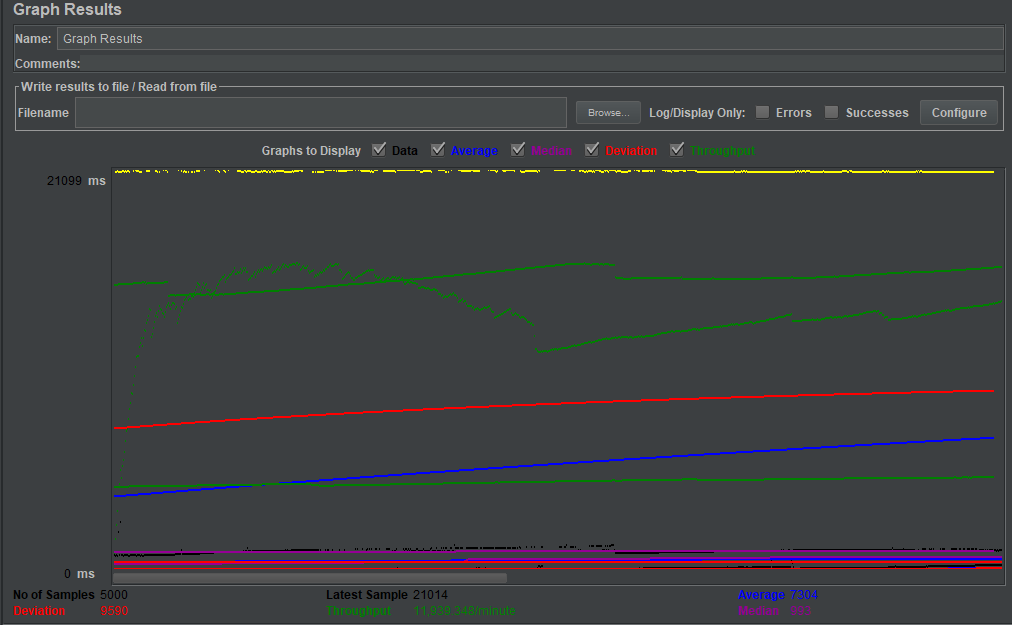 Graph Results
Name: Graph Results
Comments:
Write results to file / Read from file
Filename Browse... Log/Display Only: Errors Successes Configure
Graphs to Display Data Average Median Deviation Throughput
21099 ms
0 ms
No of Samples 5000 Latest Sample 21014 Average 7304
Deviation 9590 Throughput 11,939.348/minute Median